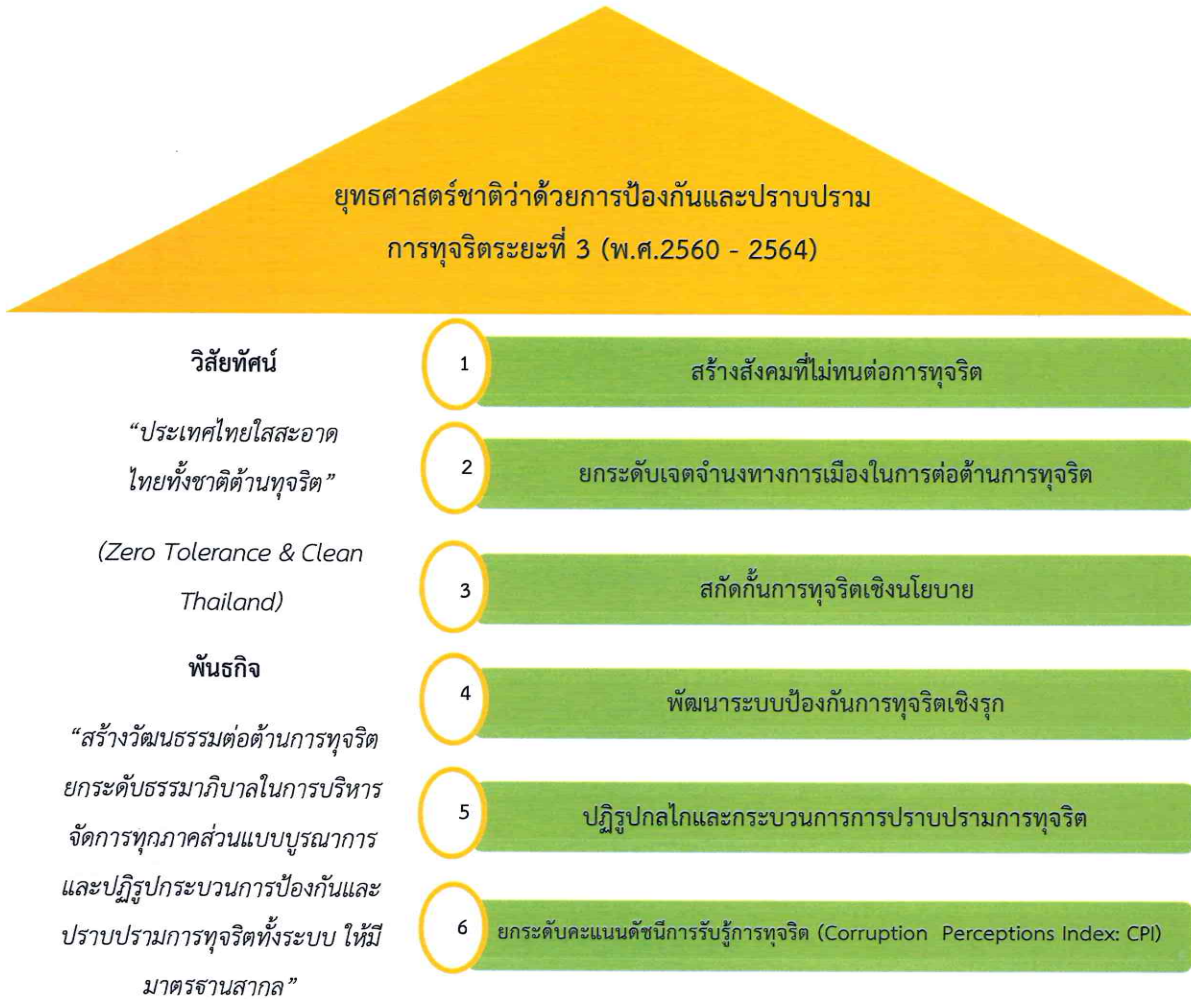 ยุทธศาสตร์ชาติว่าด้วยการป้องกันและปราบปราม
การทุจริตระยะที่ 3 (พ.ศ.2560 - 2564)
วิสัยทัศน์
“ประเทศไทยใสสะอาด
ไทยทั้งชาติต้านทุจริต”
(Zero Tolerance & Clean
Thailand)
พันธกิจ
“สร้างวัฒนธรรมต่อต้านการทุจริต
ยกระดับธรรมาภิบาลในการบริหาร
จัดการทุกภาคส่วนแบบบูรณาการ
และปฏิรูปกระบวนการป้องกันและ
ปราบปรามการทุจริตทั้งระบบ ให้มี
มาตรฐานสากล”
1 สร้างสังคมที่ไม่ทนต่อการทุจริต
2 ยกระดับเจตจำนงทางการเมืองในการต่อต้านการทุจริต
3 สกัดกั้นการทุจริตเชิงนโยบาย
4 พัฒนาระบบป้องกันการทุจริตเชิงรุก
5 ปฏิรูปกลไกและกระบวนการการปราบปรามการทุจริต
6 ยกระดับคะแนนดัชนีการรับรู้การทุจริต (Corruption Perceptions Index: CPI)